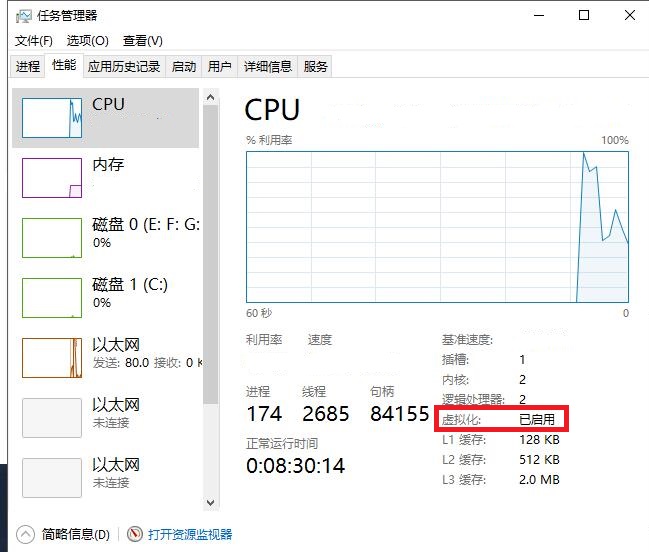 任务管理器
文件(F) 选项(O) 查看(V)
进程 性能 应用历史记录 启动 用户 详细信息 服务
CPU
内存
磁盘 0 (E: F: G:
0%
磁盘 1 (C:)
0%
以太网
发送: 80.0 接收: 0 K
以太网
未连接
以太网
未连接
CPU
% 利用率 100%
60 秒 0
利用率 速度
进程 线程 句柄
174 2685 84155
正常运行时间
0:08:30:14
基准速度:
插槽: 1
内核: 2
逻辑处理器: 2
虚拟化: 已启用
L1 缓存: 128 KB
L2 缓存: 512 KB
L3 缓存: 2.0 MB
简略信息(D) 打开资源监视器